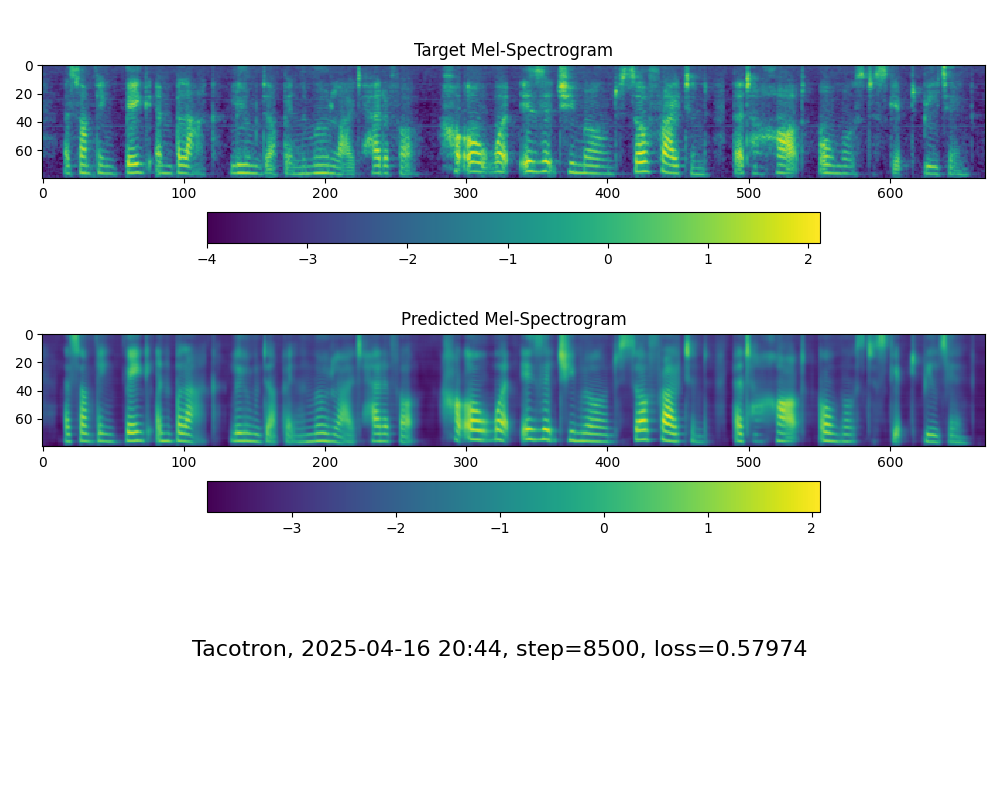 Target Mel-Spectrogram
0
20
40
60
0 100 200 300 400 500 600
−4 −3 −2 −1 0 1 2
Predicted Mel-Spectrogram
0
20
40
60
100 200 300 400 500 600
−3 −2 −1 0 1 2
Tacotron, 2025-04-16 20:44, step=8500, loss=0.57974